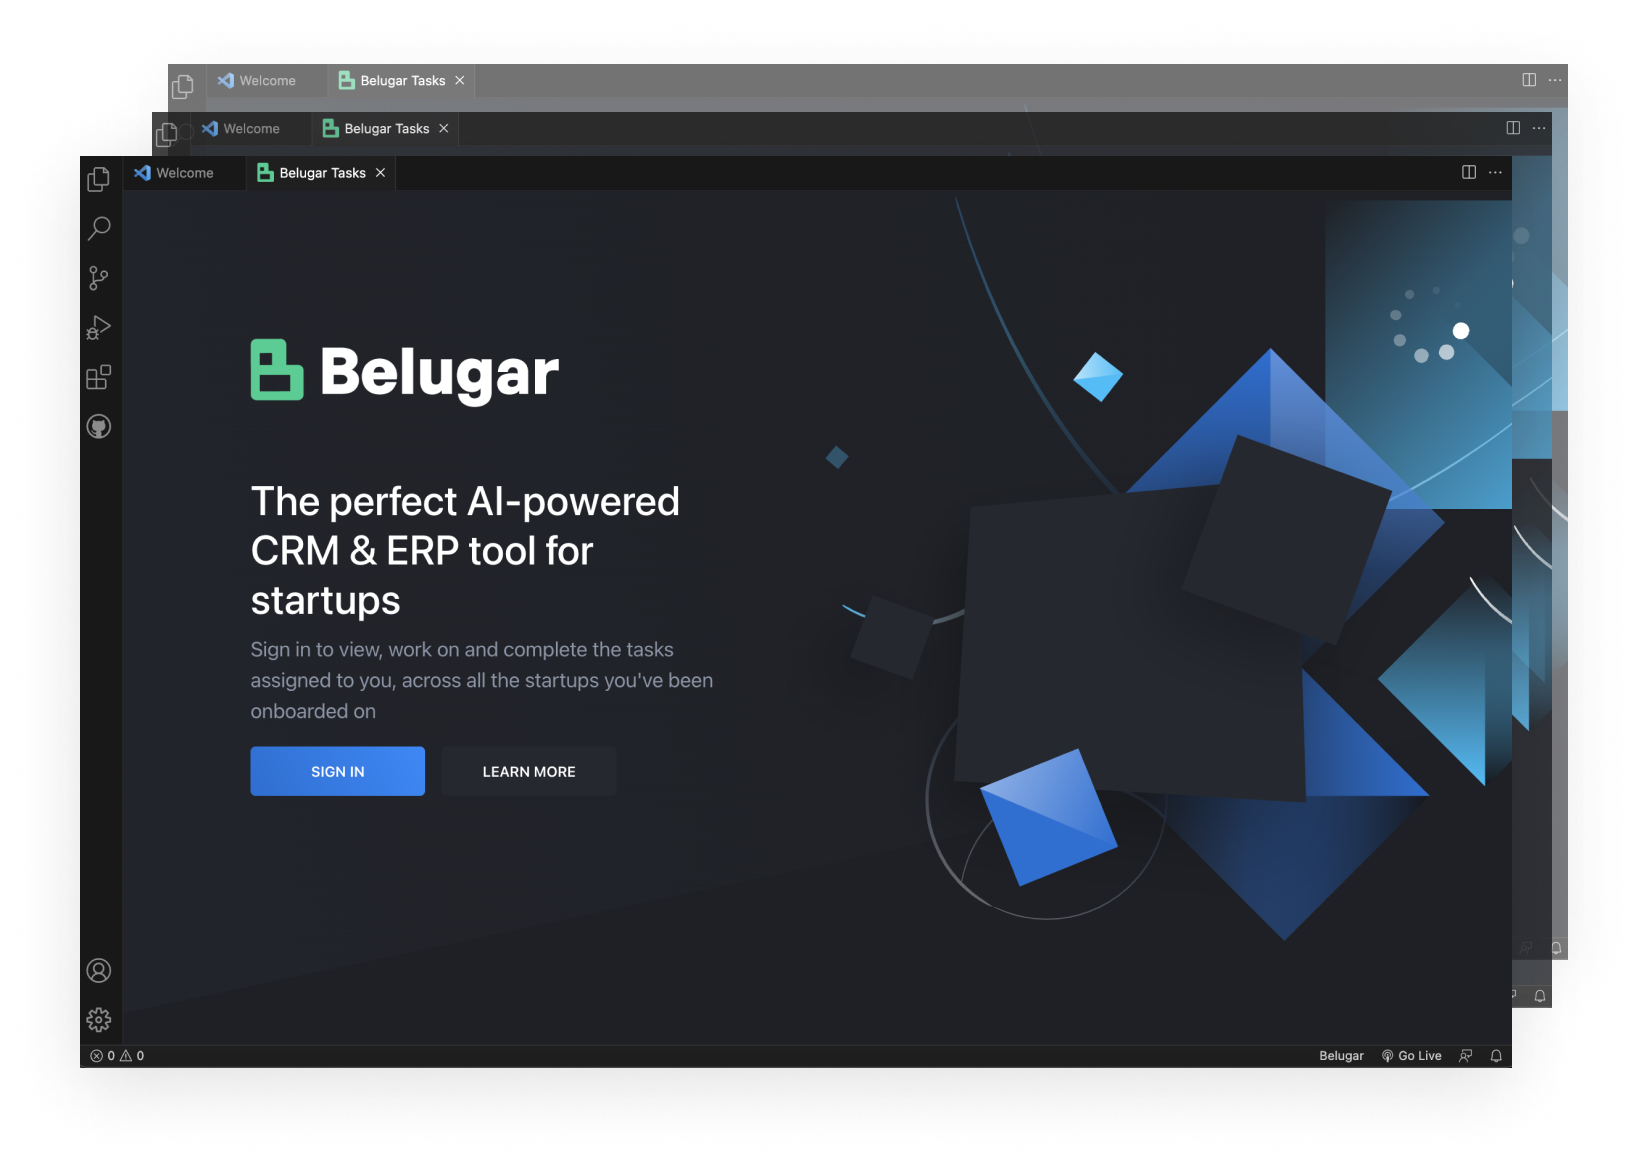 Welcome Belugar Tasks
Welcome Belugar Tasks
Welcome Belugar Tasks
Belugar
The perfect AI-powered
CRM & ERP tool for
startups
Sign in to view, work on and complete the tasks
assigned to you, across all the startups you've been
onboarded on
SIGN IN LEARN MORE
0 0 Belugar Go Live